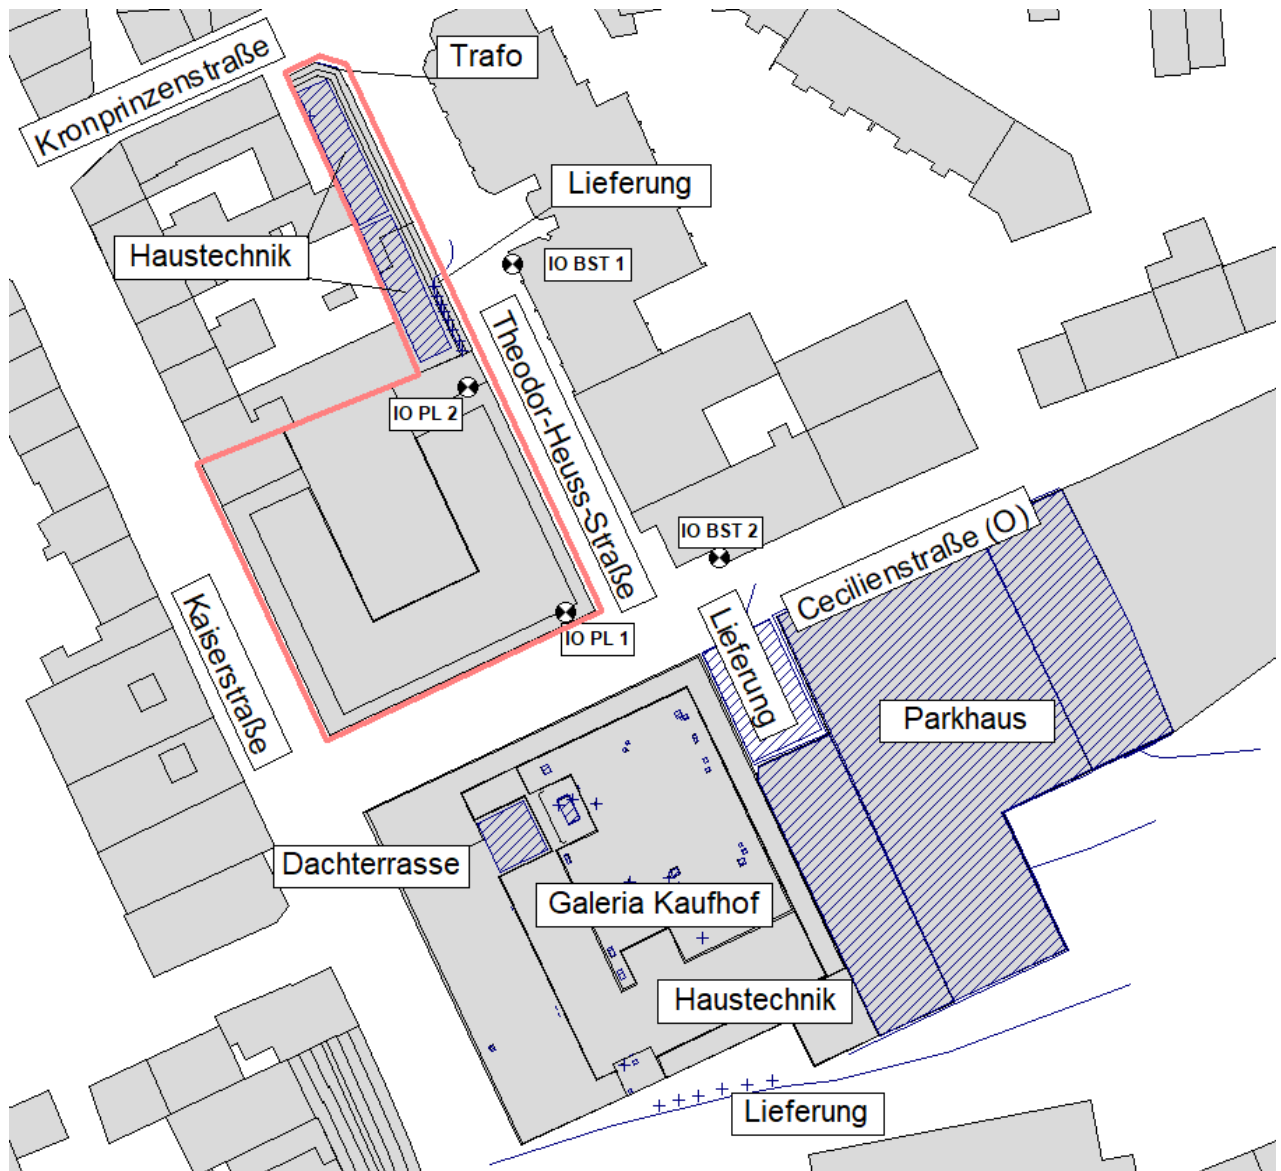 Trafo
Kronprinzenstraße
Lieferung
Haustechnik
IO BST 1
Theodor-Heuss-Straße
IO PL 2
IO BST 2
Cecilienstraße (O)
Kaiserstraße
IO PL 1
Lieferung
Parkhaus
Dachterrasse
Galeria Kaufhof
Haustechnik
Lieferung